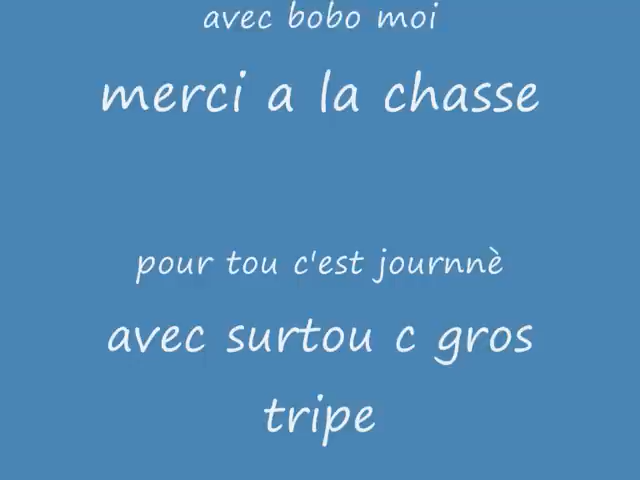 avec bobo moi
merci a la chasse
pour tou c'est journnè
avec surtou c gros
tripe